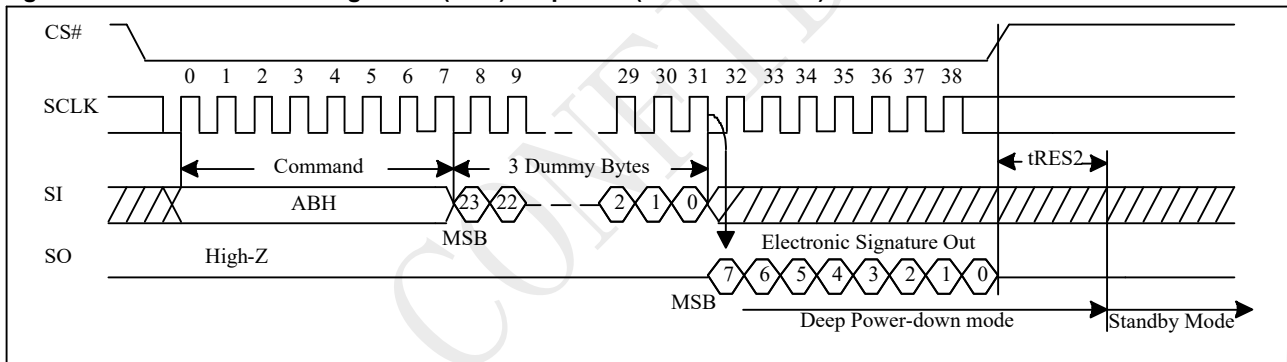 CS#
0 1 2 3 4 5 6 7 8 9 29 30 31 32 33 34 35 36 37 38
SCLK
Command 3 Dummy Bytes tRES2
SI ABH 23 22 2 1 0
MSB
SO High-Z Electronic Signature Out
7 6 5 4 3 2 1 0
MSB
Deep Power-down mode Standby Mode